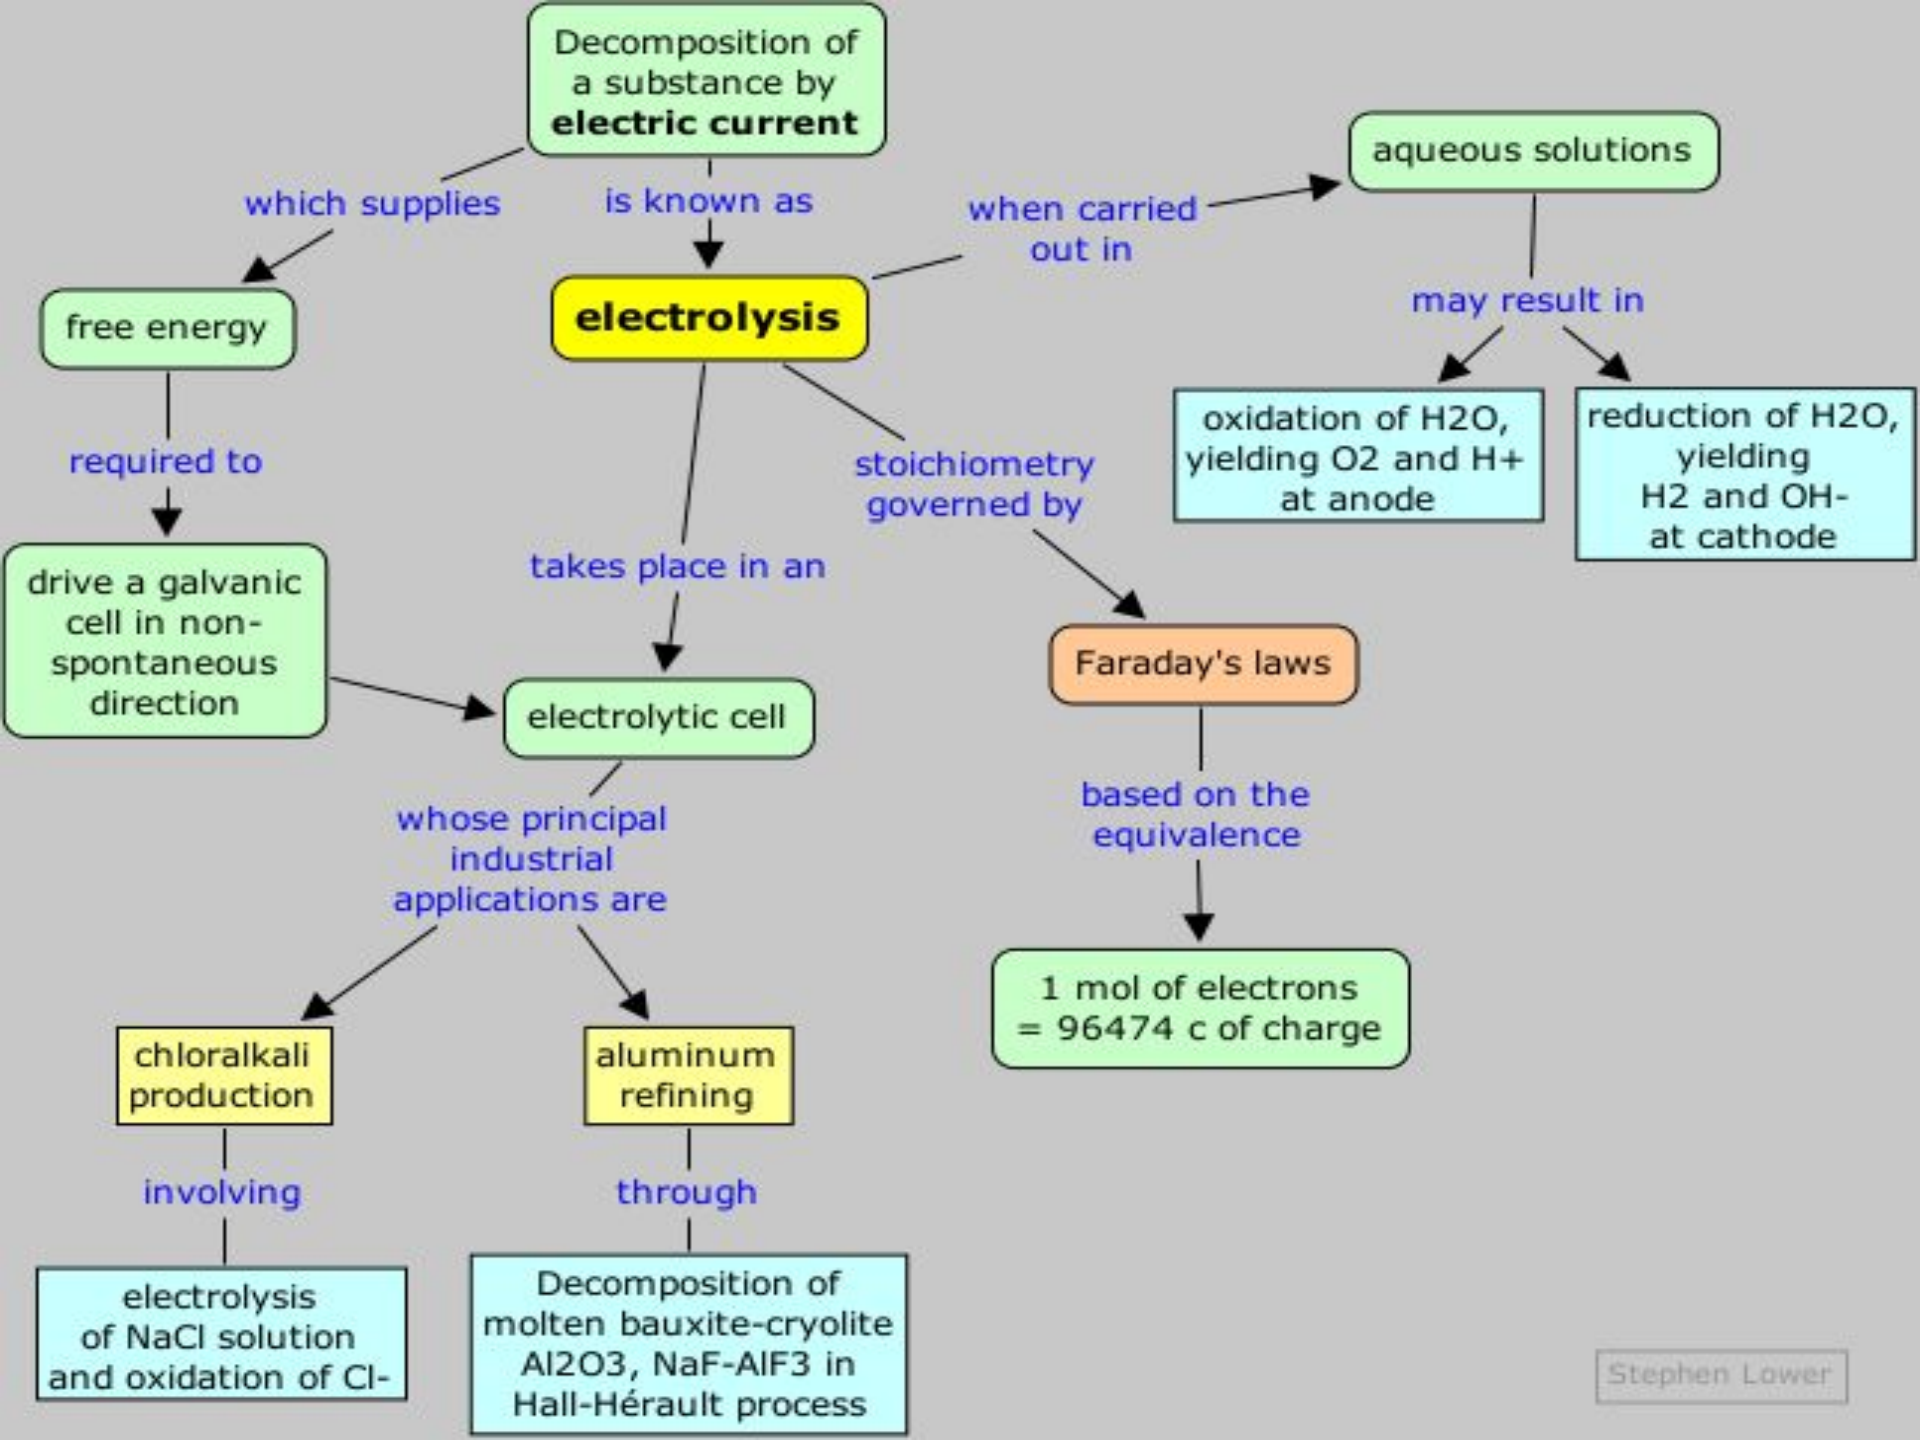 Decomposition of
a substance by
electric current
which supplies
is known as
when carried
out in
aqueous solutions
free energy
electrolysis
may result in
required to
stoichiometry
governed by
oxidation of H2O,
yielding O2 and H+
at anode
reduction of H2O,
yielding
H2 and OH-
at cathode
drive a galvanic
cell in non-
spontaneous
direction
takes place in an
Faraday's laws
electrolytic cell
whose principal
industrial
applications are
based on the
equivalence
chloralkali
production
aluminum
refining
1 mol of electrons
= 96474 c of charge
involving
through
electrolysis
of NaCl solution
and oxidation of Cl-
Decomposition of
molten bauxite-cryolite
Al2O3, NaF-AlF3 in
Hall-Hérault process
Stephen Lower